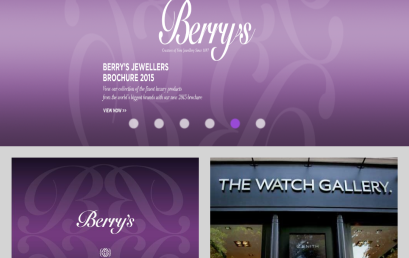 Berry's
BERRY'S JEWELLERS
BROCHURE 2015
View our collection of the finest luxury products
from the world's biggest brands with our new 2015 brochure
VIEW NOW >>
Berry's
THE WATCH GALLERY.
ZENITH